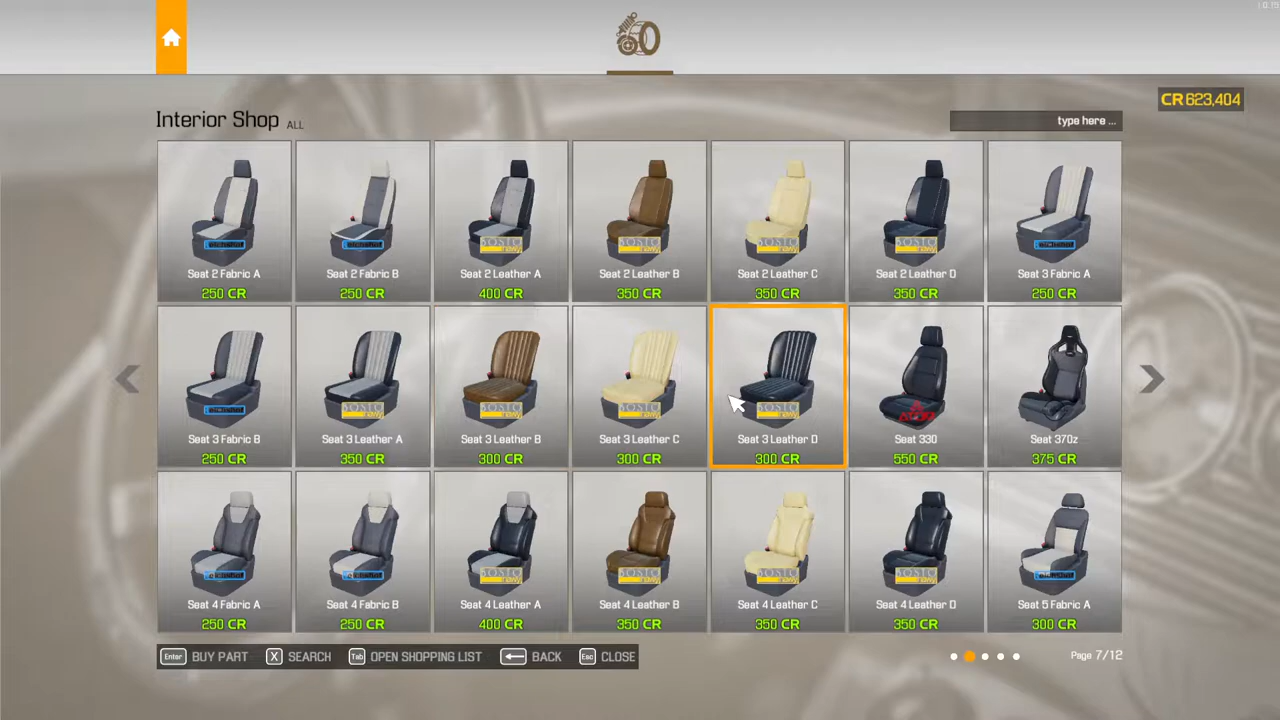 CR 623,404
Interior Shop ALL
type here ...
Seat 2 Fabric A
250 CR
Seat 2 Fabric B
250 CR
Seat 2 Leather A
400 CR
Seat 2 Leather B
350 CR
Seat 2 Leather C
350 CR
Seat 2 Leather D
350 CR
Seat 3 Fabric A
250 CR
Seat 3 Fabric B
250 CR
Seat 3 Leather A
350 CR
Seat 3 Leather B
300 CR
Seat 3 Leather C
300 CR
Seat 3 Leather D
300 CR
Seat 330
550 CR
Seat 370z
375 CR
Seat 4 Fabric A
250 CR
Seat 4 Fabric B
250 CR
Seat 4 Leather A
400 CR
Seat 4 Leather B
350 CR
Seat 4 Leather C
350 CR
Seat 4 Leather D
350 CR
Seat 5 Fabric A
300 CR
Enter BUY PART X SEARCH Tab OPEN SHOPPING LIST BACK Esc CLOSE
Page 7/12